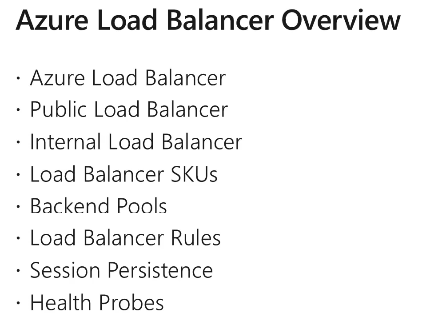 Azure Load Balancer Overview
· Azure Load Balancer
· Public Load Balancer
· Internal Load Balancer
· Load Balancer SKUs
· Backend Pools
· Load Balancer Rules
· Session Persistence
· Health Probes